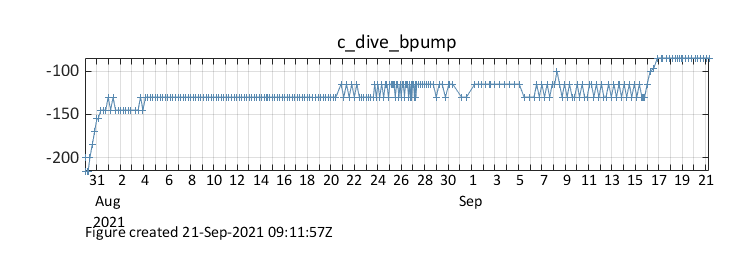 c_dive_bpump
-100
-150
-200
31 2 4 6 8 10 12 14 16 18 20 22 24 26 28 30 1 3 5 7 9 11 13 15 17 19 21
Aug Sep
2021
Figure created 21-Sep-2021 09:11:57Z